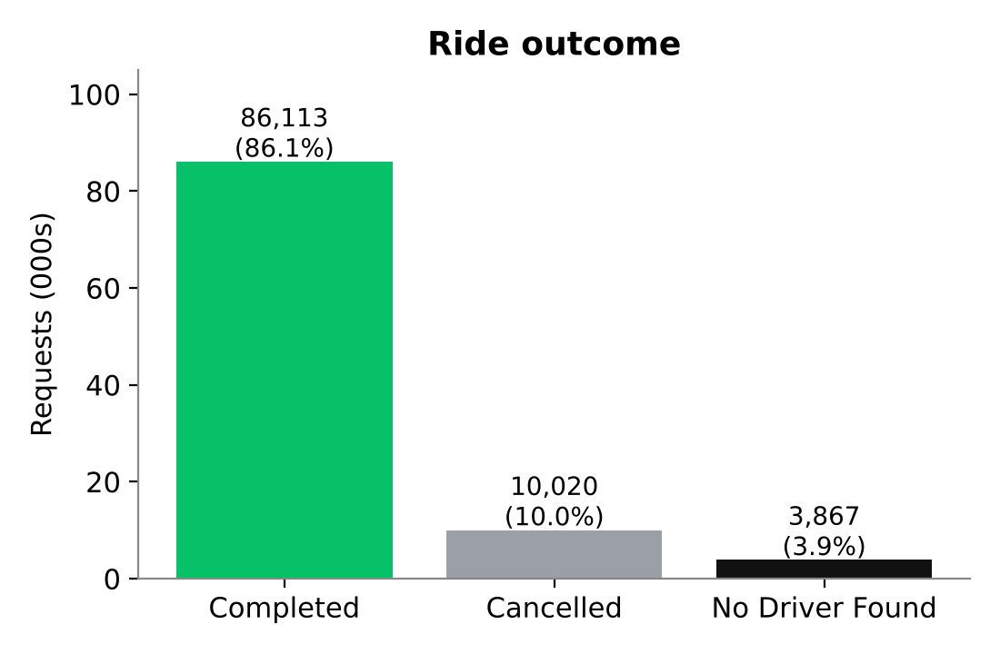 Ride outcome
Requests (000s)
100
80
60
40
20
0
86,113
(86.1%)
10,020
(10.0%)
3,867
(3.9%)
Completed
Cancelled
No Driver Found